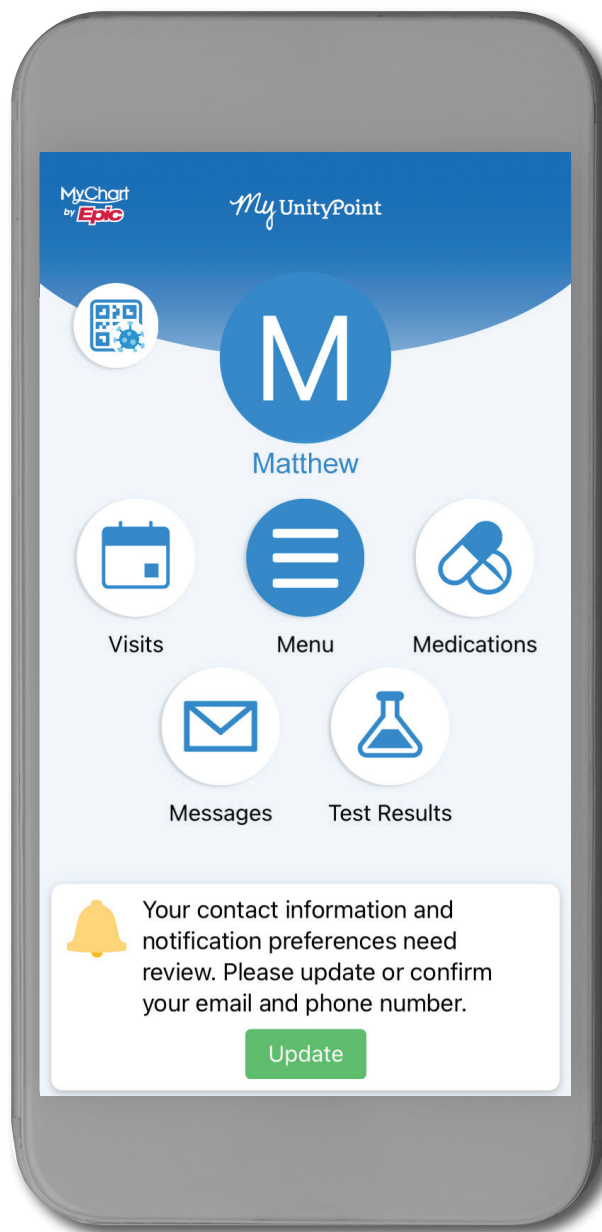 MyChart
by Epic
My UnityPoint
M
Matthew
Visits
Menu
Medications
Messages
Test Results
Your contact information and
notification preferences need
review. Please update or confirm
your email and phone number.
Update